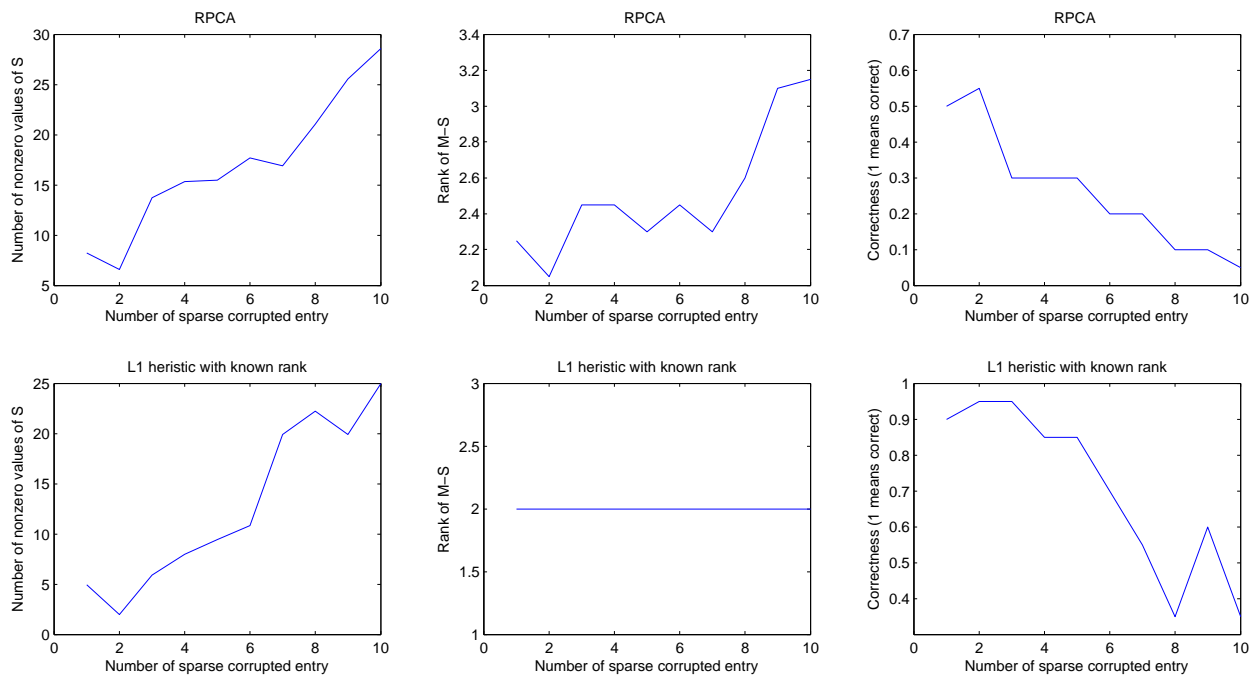 RPCA
30
25
20
15
10
5
Number of nonzero values of S
0 2 4 6 8 10
Number of sparse corrupted entry
RPCA
3.4
3.2
3
2.8
2.6
2.4
2.2
2
Rank of M−S
0 2 4 6 8 10
Number of sparse corrupted entry
RPCA
0.7
0.6
0.5
0.4
0.3
0.2
0.1
0
Correctness (1 means correct)
0 2 4 6 8 10
Number of sparse corrupted entry
L1 heristic with known rank
25
20
15
10
5
0
Number of nonzero values of S
0 2 4 6 8 10
Number of sparse corrupted entry
L1 heristic with known rank
3
2.5
2
1.5
1
Rank of M−S
0 2 4 6 8 10
Number of sparse corrupted entry
L1 heristic with known rank
1
0.9
0.8
0.7
0.6
0.5
0.4
Correctness (1 means correct)
0 2 4 6 8 10
Number of sparse corrupted entry